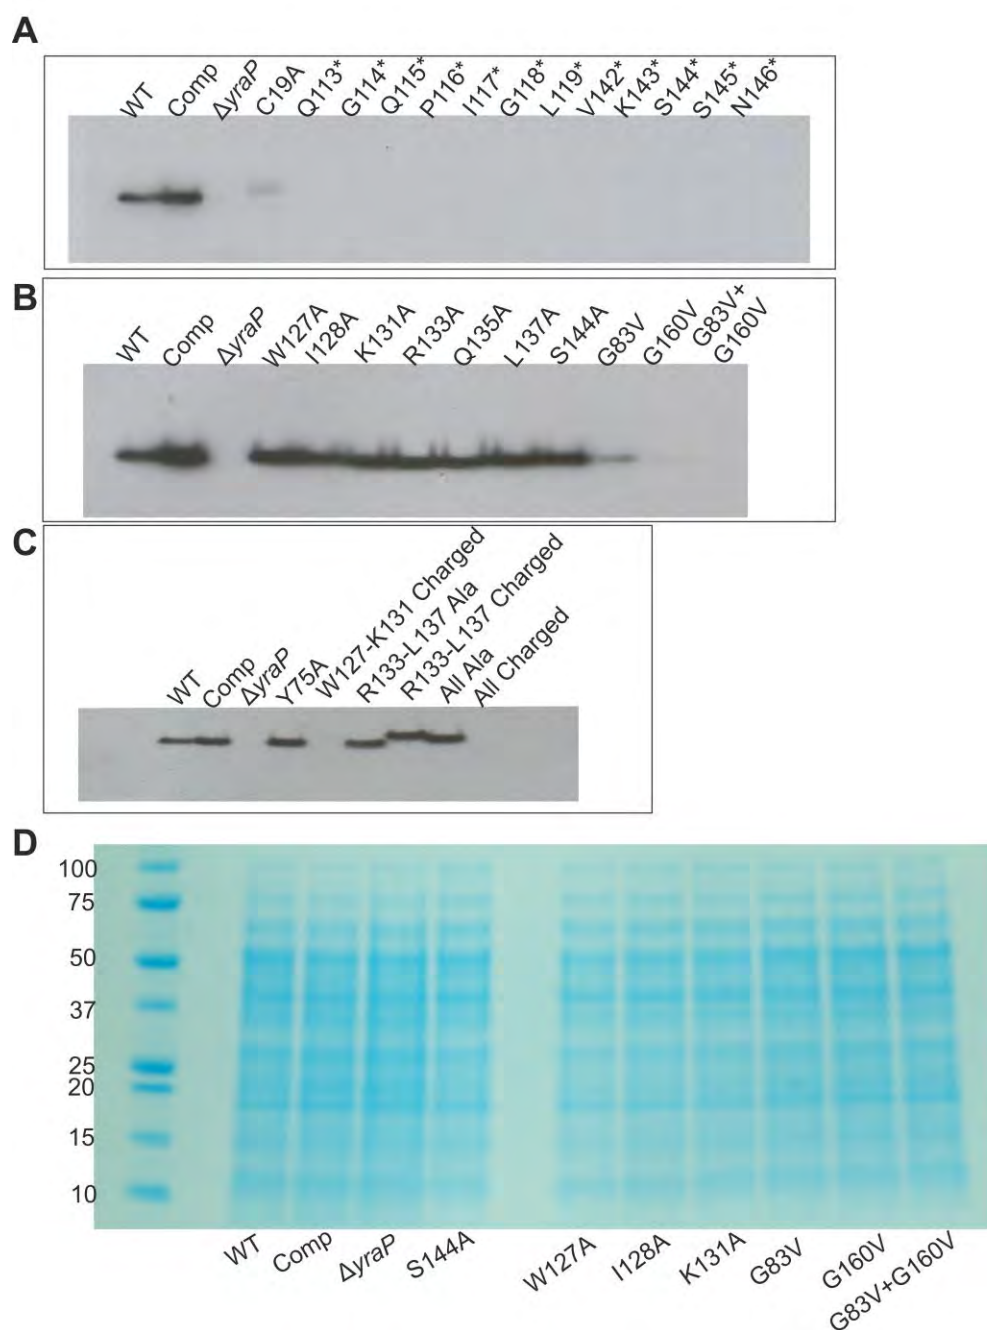 A
WT Comp ΔyraP C19A Q113* G114* Q115* P116* I117* G118* L119* V142* K143* S144* S145* N146*
B
WT Comp ΔyraP W127A I128A K131A R133A Q135A L137A S144A G83V G160V G83V+ G160V
C
WT Comp ΔyraP Y75A W127-K131 Charged R133-L137 Ala R133-L137 Charged All Ala All Charged
D
100
75
50
37
25
20
15
10
WT Comp ΔyraP S144A W127A I128A K131A G83V G160V G83V+G160V